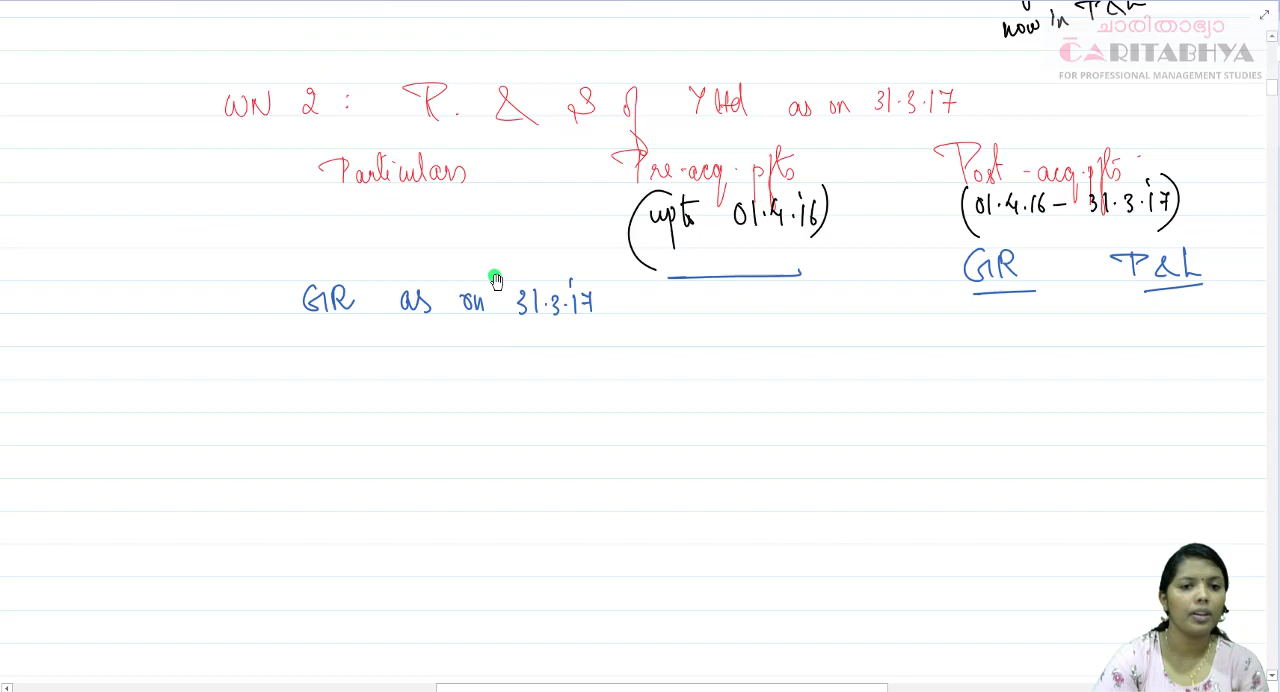 now in P & L
ചാരിതാഭ്യാ
CARITABHYA
FOR PROFESSIONAL MANAGEMENT STUDIES
WN 2 : R. & S of Y ltd as on 31.3.17
Particulars Pre-acq. pfts Post-acq. pfts
(upto 01.4.16) (01.4.16 - 31.3.17)
GR P & L
GR as on 31.3.17